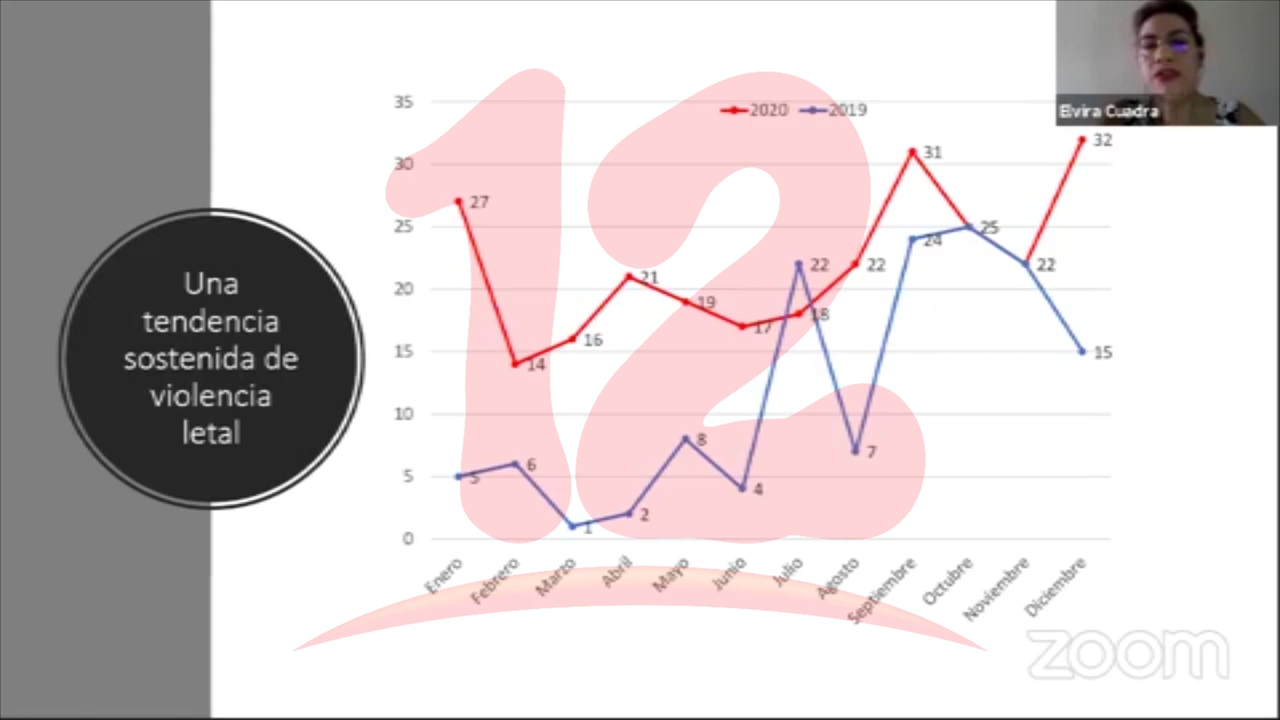 Elvira Cuadra
Una
tendencia
sostenida de
violencia
letal
2020 2019
35
30
25
20
15
10
5
0
27
14
16
21
19
17
18
22
31
25
22
32
5
6
1
2
8
4
22
7
24
15
Enero
Febrero
Marzo
Abril
Mayo
Junio
Julio
Agosto
Septiembre
Octubre
Noviembre
Diciembre
12
zoom